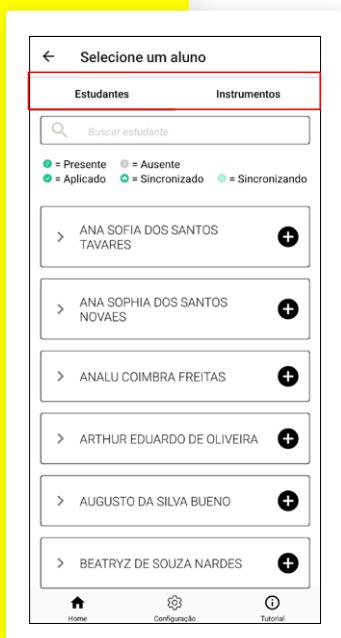 Selecione um aluno
Estudantes Instrumentos
Buscar estudante
= Presente = Ausente
= Aplicado = Sincronizado = Sincronizando
ANA SOFIA DOS SANTOS
TAVARES
ANA SOPHIA DOS SANTOS
NOVAES
ANALU COIMBRA FREITAS
ARTHUR EDUARDO DE OLIVEIRA
AUGUSTO DA SILVA BUENO
BEATRYZ DE SOUZA NARDES
Home Configuração Tutorial